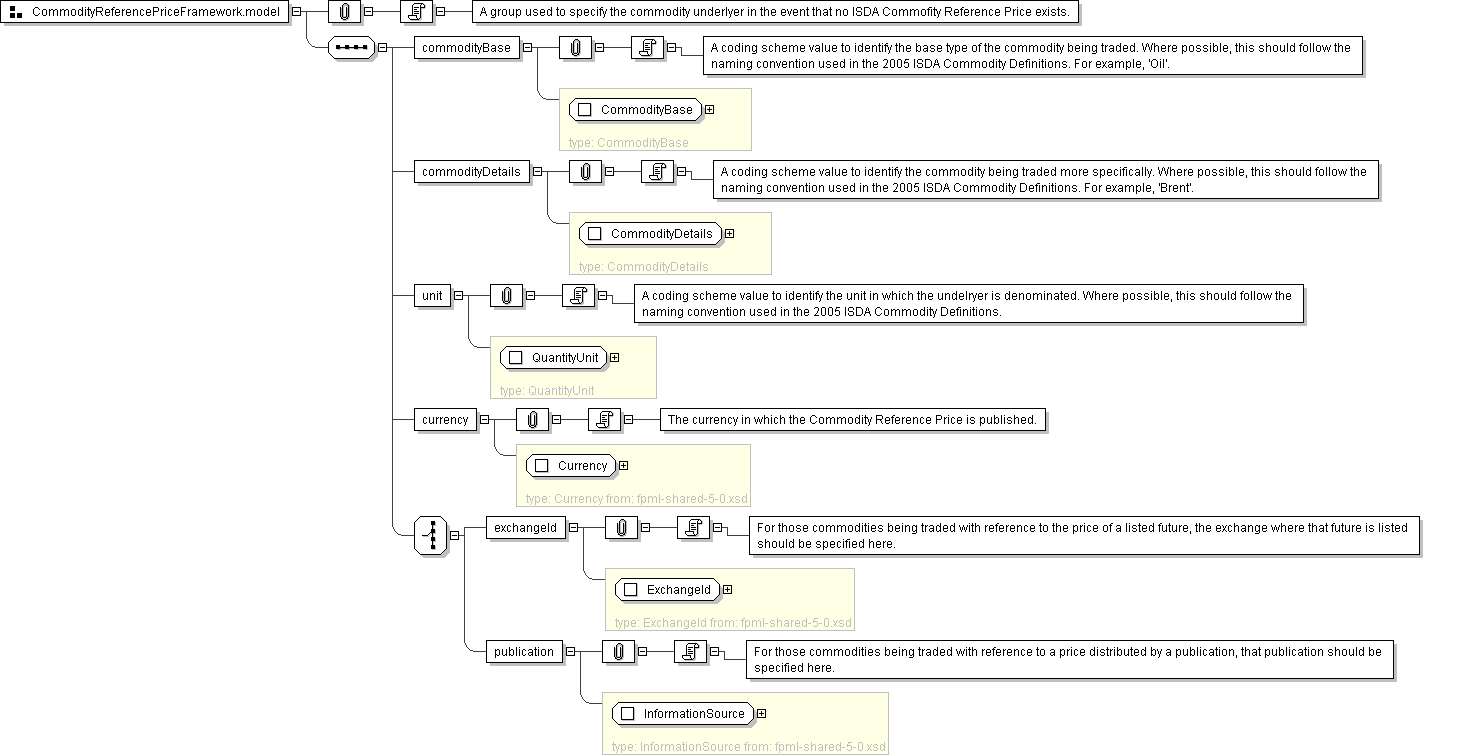 CommodityReferencePriceFramework.model
A group used to specify the commodity underlyer in the event that no ISDA Commofity Reference Price exists.
commodityBase
A coding scheme value to identify the base type of the commodity being traded. Where possible, this should follow the
naming convention used in the 2005 ISDA Commodity Definitions. For example, 'Oil'.
CommodityBase
type: CommodityBase
commodityDetails
A coding scheme value to identify the commodity being traded more specifically. Where possible, this should follow the
naming convention used in the 2005 ISDA Commodity Definitions. For example, 'Brent'.
CommodityDetails
type: CommodityDetails
unit
A coding scheme value to identify the unit in which the undelryer is denominated. Where possible, this should follow the
naming convention used in the 2005 ISDA Commodity Definitions.
QuantityUnit
type: QuantityUnit
currency
The currency in which the Commodity Reference Price is published.
Currency
type: Currency from: fpml-shared-5-0.xsd
exchangeId
For those commodities being traded with reference to the price of a listed future, the exchange where that future is listed
should be specified here.
ExchangeId
type: ExchangeId from: fpml-shared-5-0.xsd
publication
For those commodities being traded with reference to a price distributed by a publication, that publication should be
specified here.
InformationSource
type: InformationSource from: fpml-shared-5-0.xsd